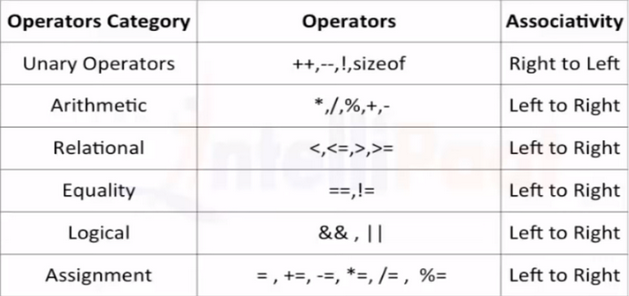 Operators Category Operators Associativity
Unary Operators ++,--,!,sizeof Right to Left
Arithmetic *,/,%,+,- Left to Right
Relational <,<=,>,>= Left to Right
Equality ==,!= Left to Right
Logical && , || Left to Right
Assignment = , +=, -=, *=, /= , %= Left to Right
intelliPaat